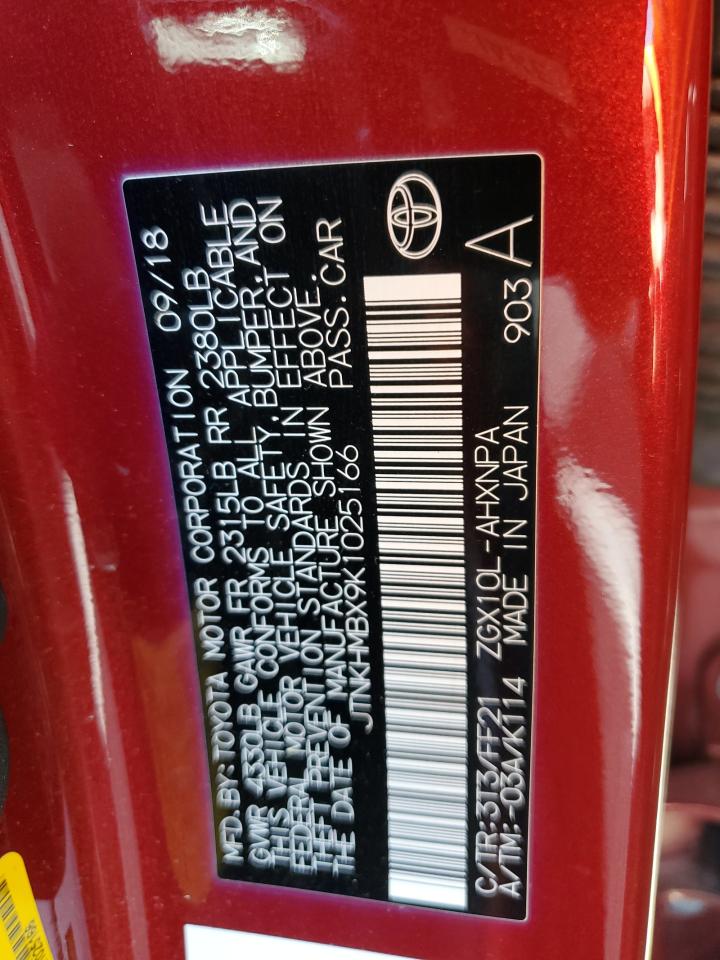 MFD.BY:TOYOTA MOTOR CORPORATION 09/18
GVWR 4330LB GAWR FR 2315LB RR 2380LB
THIS VEHICLE CONFORMS TO ALL APPLICABLE
FEDERAL MOTOR VEHICLE SAFETY,BUMPER,AND
THEFT PREVENTION STANDARDS IN EFFECT ON
THE DATE OF MANUFACTURE SHOWN ABOVE.
JTNKHMBX9K1025166 PASS.CAR
C/TR:3T3/FF21 ZGX10L-AHXNPA
A/TM:-03A/K114 MADE IN JAPAN 903 A